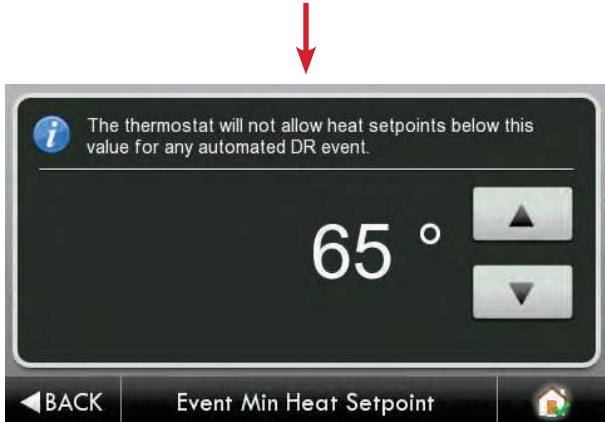 The thermostat will not allow heat setpoints below this
value for any automated DR event.
65 °
BACK
Event Min Heat Setpoint